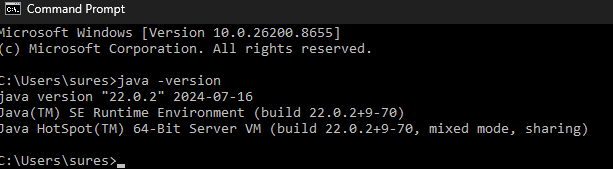 Command Prompt
Microsoft Windows [Version 10.0.26200.8655]
(c) Microsoft Corporation. All rights reserved.
C:\Users\sures>java -version
java version "22.0.2" 2024-07-16
Java(TM) SE Runtime Environment (build 22.0.2+9-70)
Java HotSpot(TM) 64-Bit Server VM (build 22.0.2+9-70, mixed mode, sharing)
C:\Users\sures>